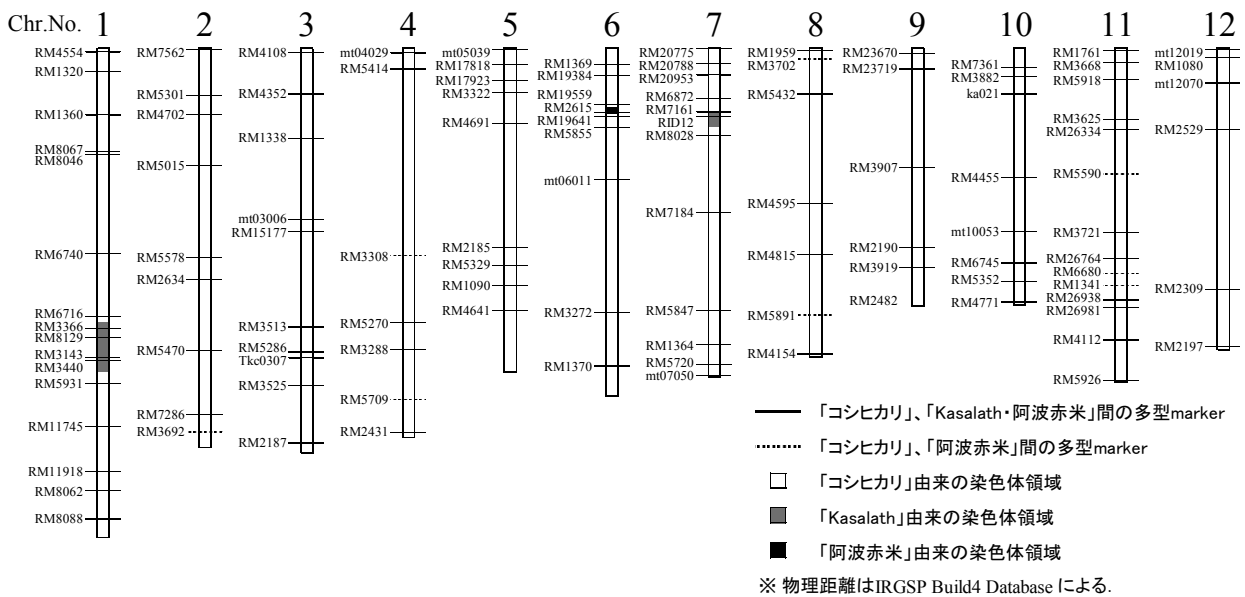 Chr.No. 1 2 3 4 5 6 7 8 9 10 11 12
RM4554
RM1320
RM1360
RM8067
RM8046
RM6740
RM6716
RM3366
RM8129
RM3143
RM3440
RM5931
RM11745
RM11918
RM8062
RM8088
RM7562
RM5301
RM4702
RM5015
RM5578
RM2634
RM5470
RM7286
RM3692
RM4108
RM4352
RM1338
mt03006
RM15177
RM3513
RM5286
Tkc0307
RM3525
RM2187
mt04029
RM5414
RM3308
RM5270
RM3288
RM5709
RM2431
mt05039
RM17818
RM17923
RM3322
RM4691
RM2185
RM5329
RM1090
RM4641
RM1369
RM19384
RM19559
RM2615
RM19641
RM5855
mt06011
RM3272
RM1370
RM20775
RM20788
RM20953
RM6872
RM7161
RID12
RM8028
RM7184
RM5847
RM1364
RM5720
mt07050
RM1959
RM3702
RM5432
RM4595
RM4815
RM5891
RM4154
RM23670
RM23719
RM3907
RM2190
RM3919
RM2482
RM7361
RM3882
ka021
RM4455
mt10053
RM6745
RM5352
RM4771
RM1761
RM3668
RM5918
RM3625
RM26334
RM5590
RM3721
RM26764
RM6680
RM1341
RM26938
RM26981
RM4112
RM5926
mt12019
RM1080
mt12070
RM2529
RM2309
RM2197
「コシヒカリ」、「Kasalath・阿波赤米」間の多型marker
「コシヒカリ」、「阿波赤米」間の多型marker
「コシヒカリ」由来の染色体領域
「Kasalath」由来の染色体領域
「阿波赤米」由来の染色体領域
※ 物理距離はIRGSP Build4 Database による.